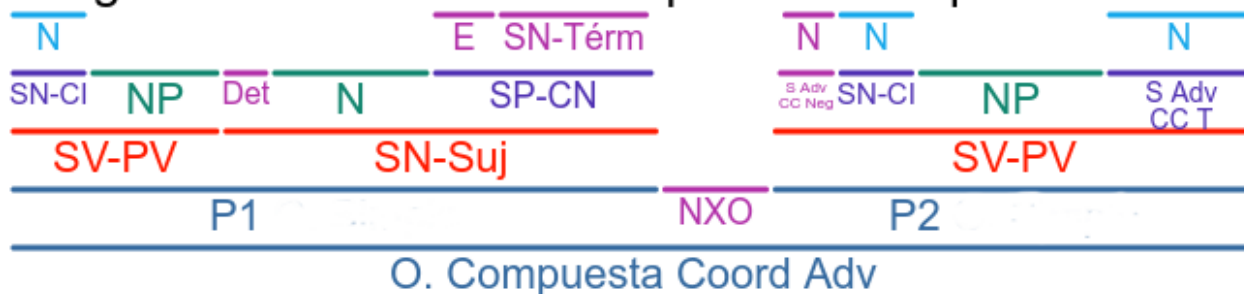 N E SN-Térm N N N
SN-CI NP Det N SP-CN S Adv CC Neg SN-CI NP S Adv CC T
SV-PV SN-Suj SV-PV
P1 NXO P2
O. Compuesta Coord Adv